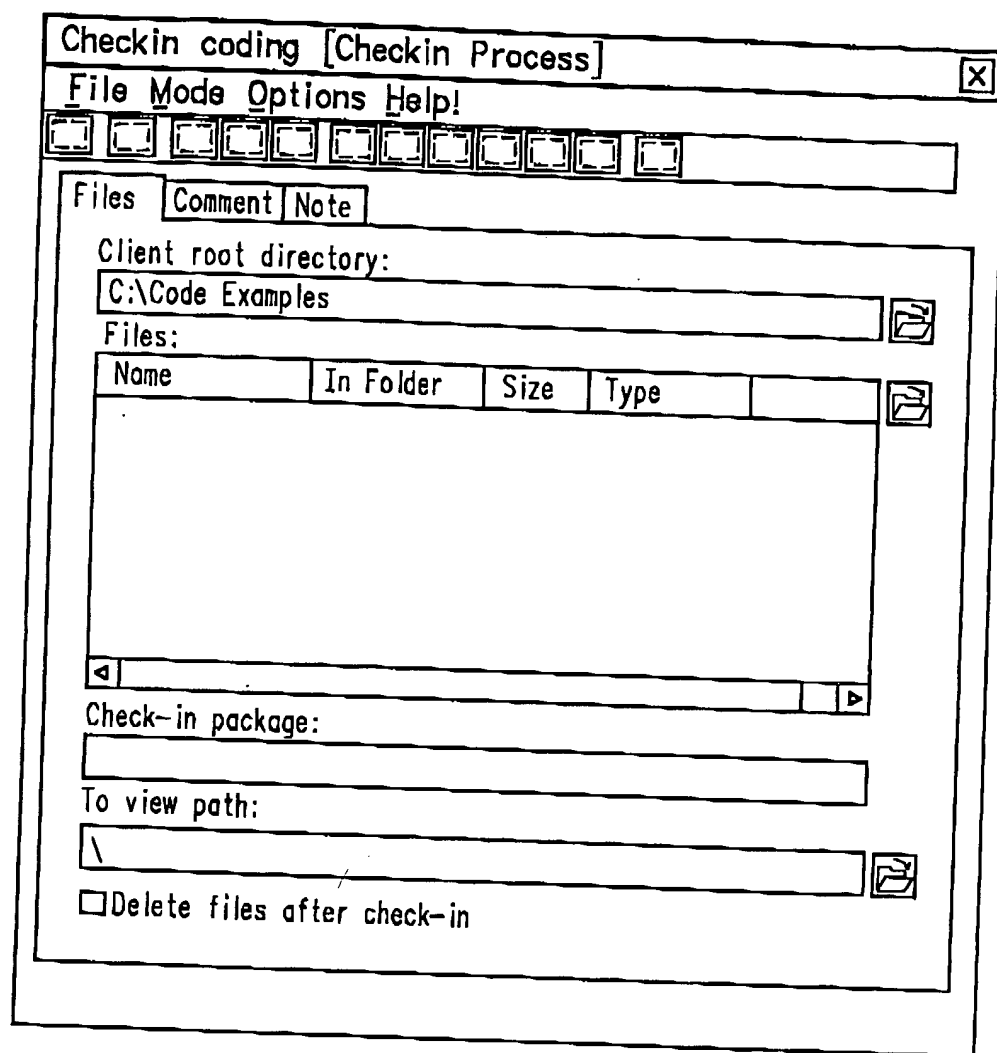 Checkin coding [Checkin Process]
X
File Mode Options Help!
Files Comment Note
Client root directory:
C:\Code Examples
Files:
Name In Folder Size Type
Check-in package:
To view path:
\
Delete files after check-in